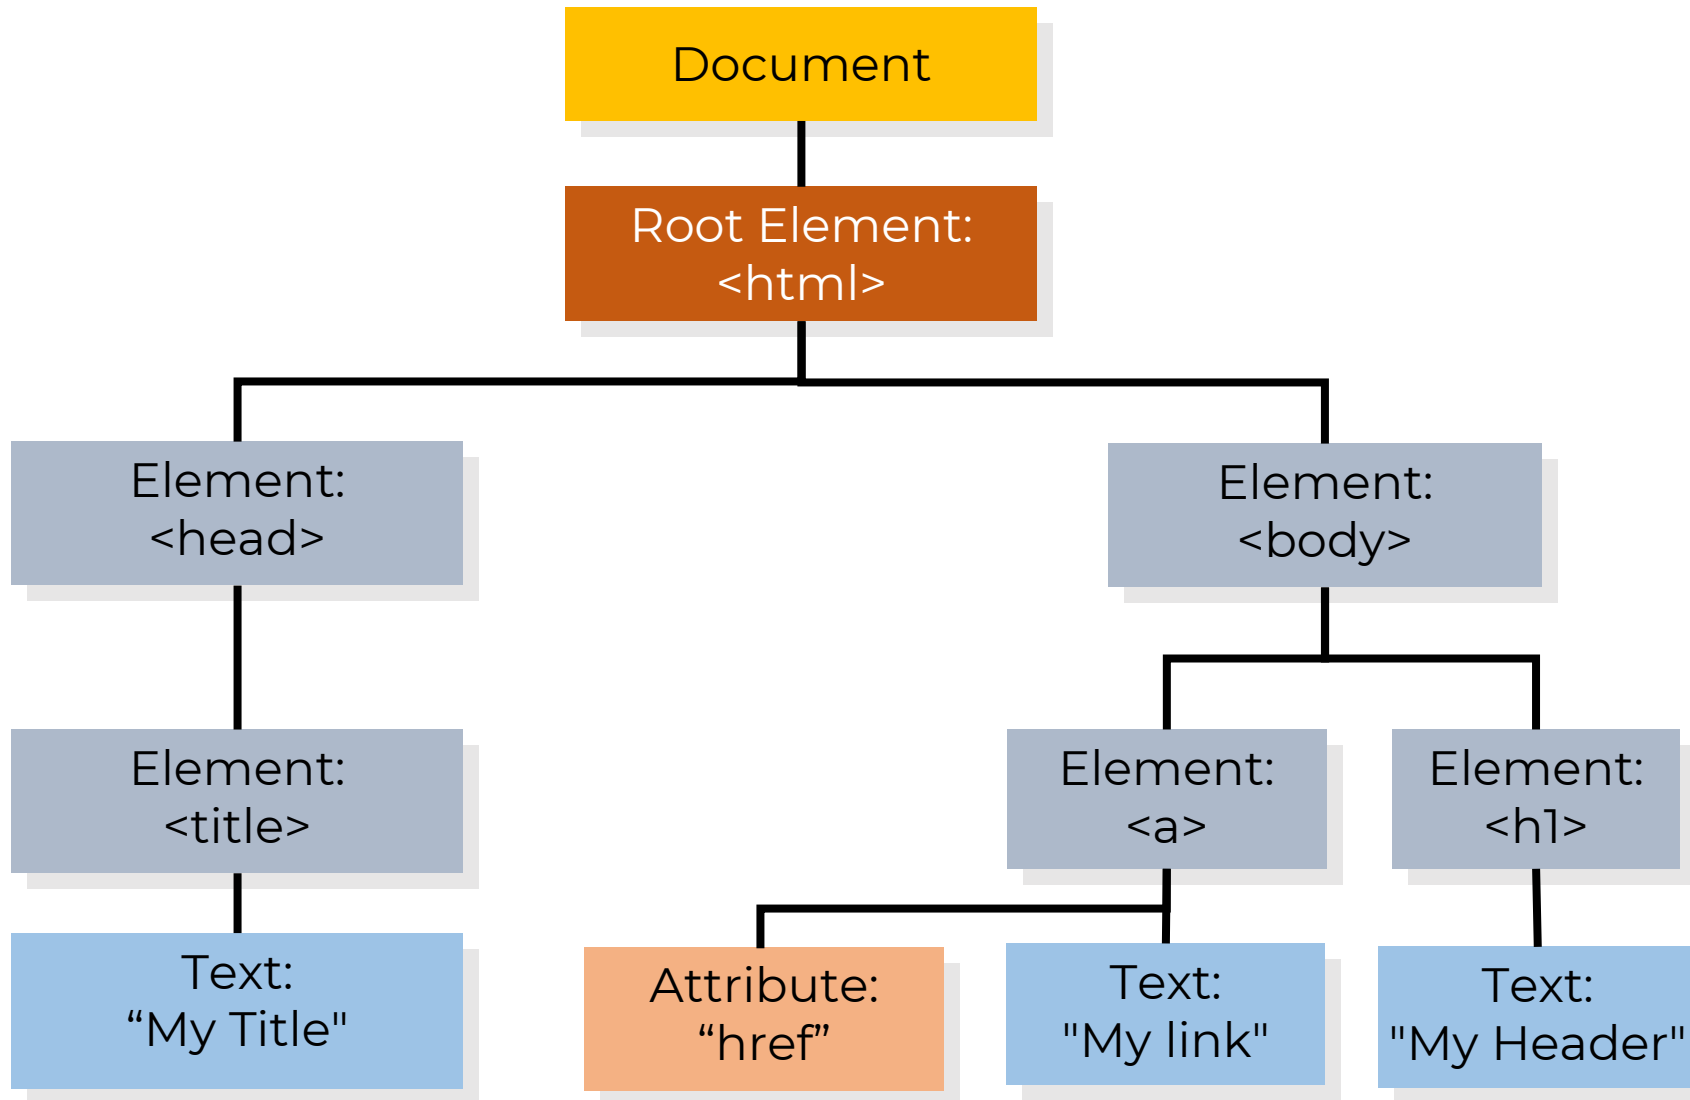 Document
Root Element:
<html>
Element:
<head>
Element:
<body>
Element:
<title>
Element:
<a>
Element:
<h1>
Text:
“My Title"
Attribute:
“href”
Text:
"My link"
Text:
"My Header"